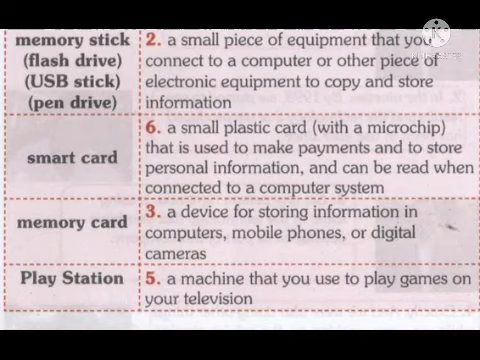 memory stick
(flash drive)
(USB stick)
(pen drive)
2. a small piece of equipment that you
connect to a computer or other piece of
electronic equipment to copy and store
information
smart card
6. a small plastic card (with a microchip)
that is used to make payments and to store
personal information, and can be read when
connected to a computer system
memory card
3. a device for storing information in
computers, mobile phones, or digital
cameras
Play Station
5. a machine that you use to play games on
your television